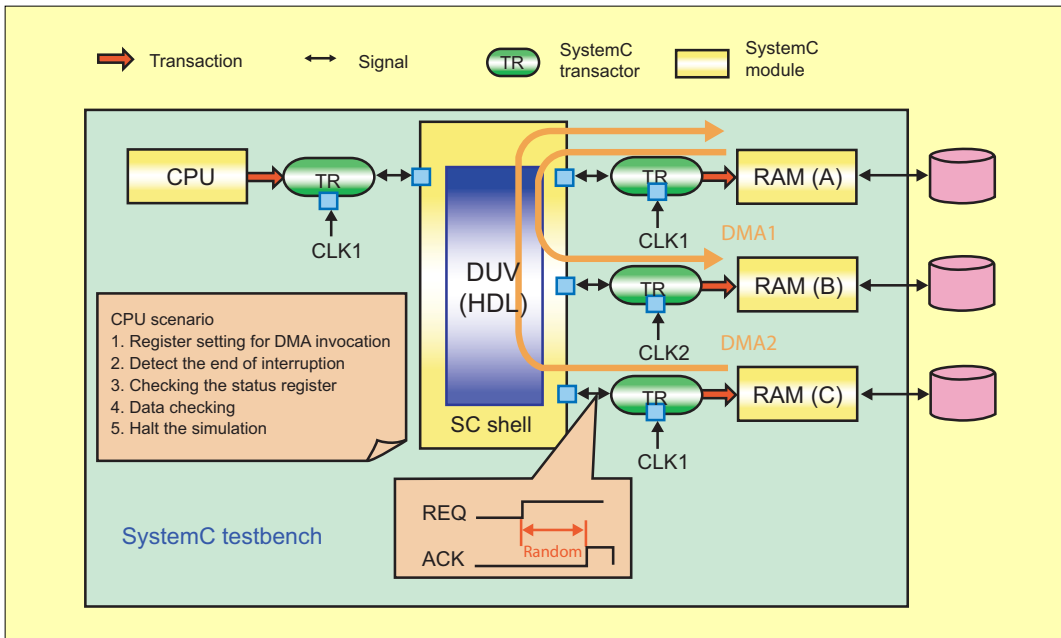 Transaction
Signal
TR
SystemC
transactor
SystemC
module
CPU
TR
CLK1
DUV
(HDL)
SC shell
TR
CLK1
RAM (A)
DMA1
TR
CLK2
RAM (B)
DMA2
TR
CLK1
RAM (C)
CPU scenario
1. Register setting for DMA invocation
2. Detect the end of interruption
3. Checking the status register
4. Data checking
5. Halt the simulation
REQ
Random
ACK
SystemC testbench